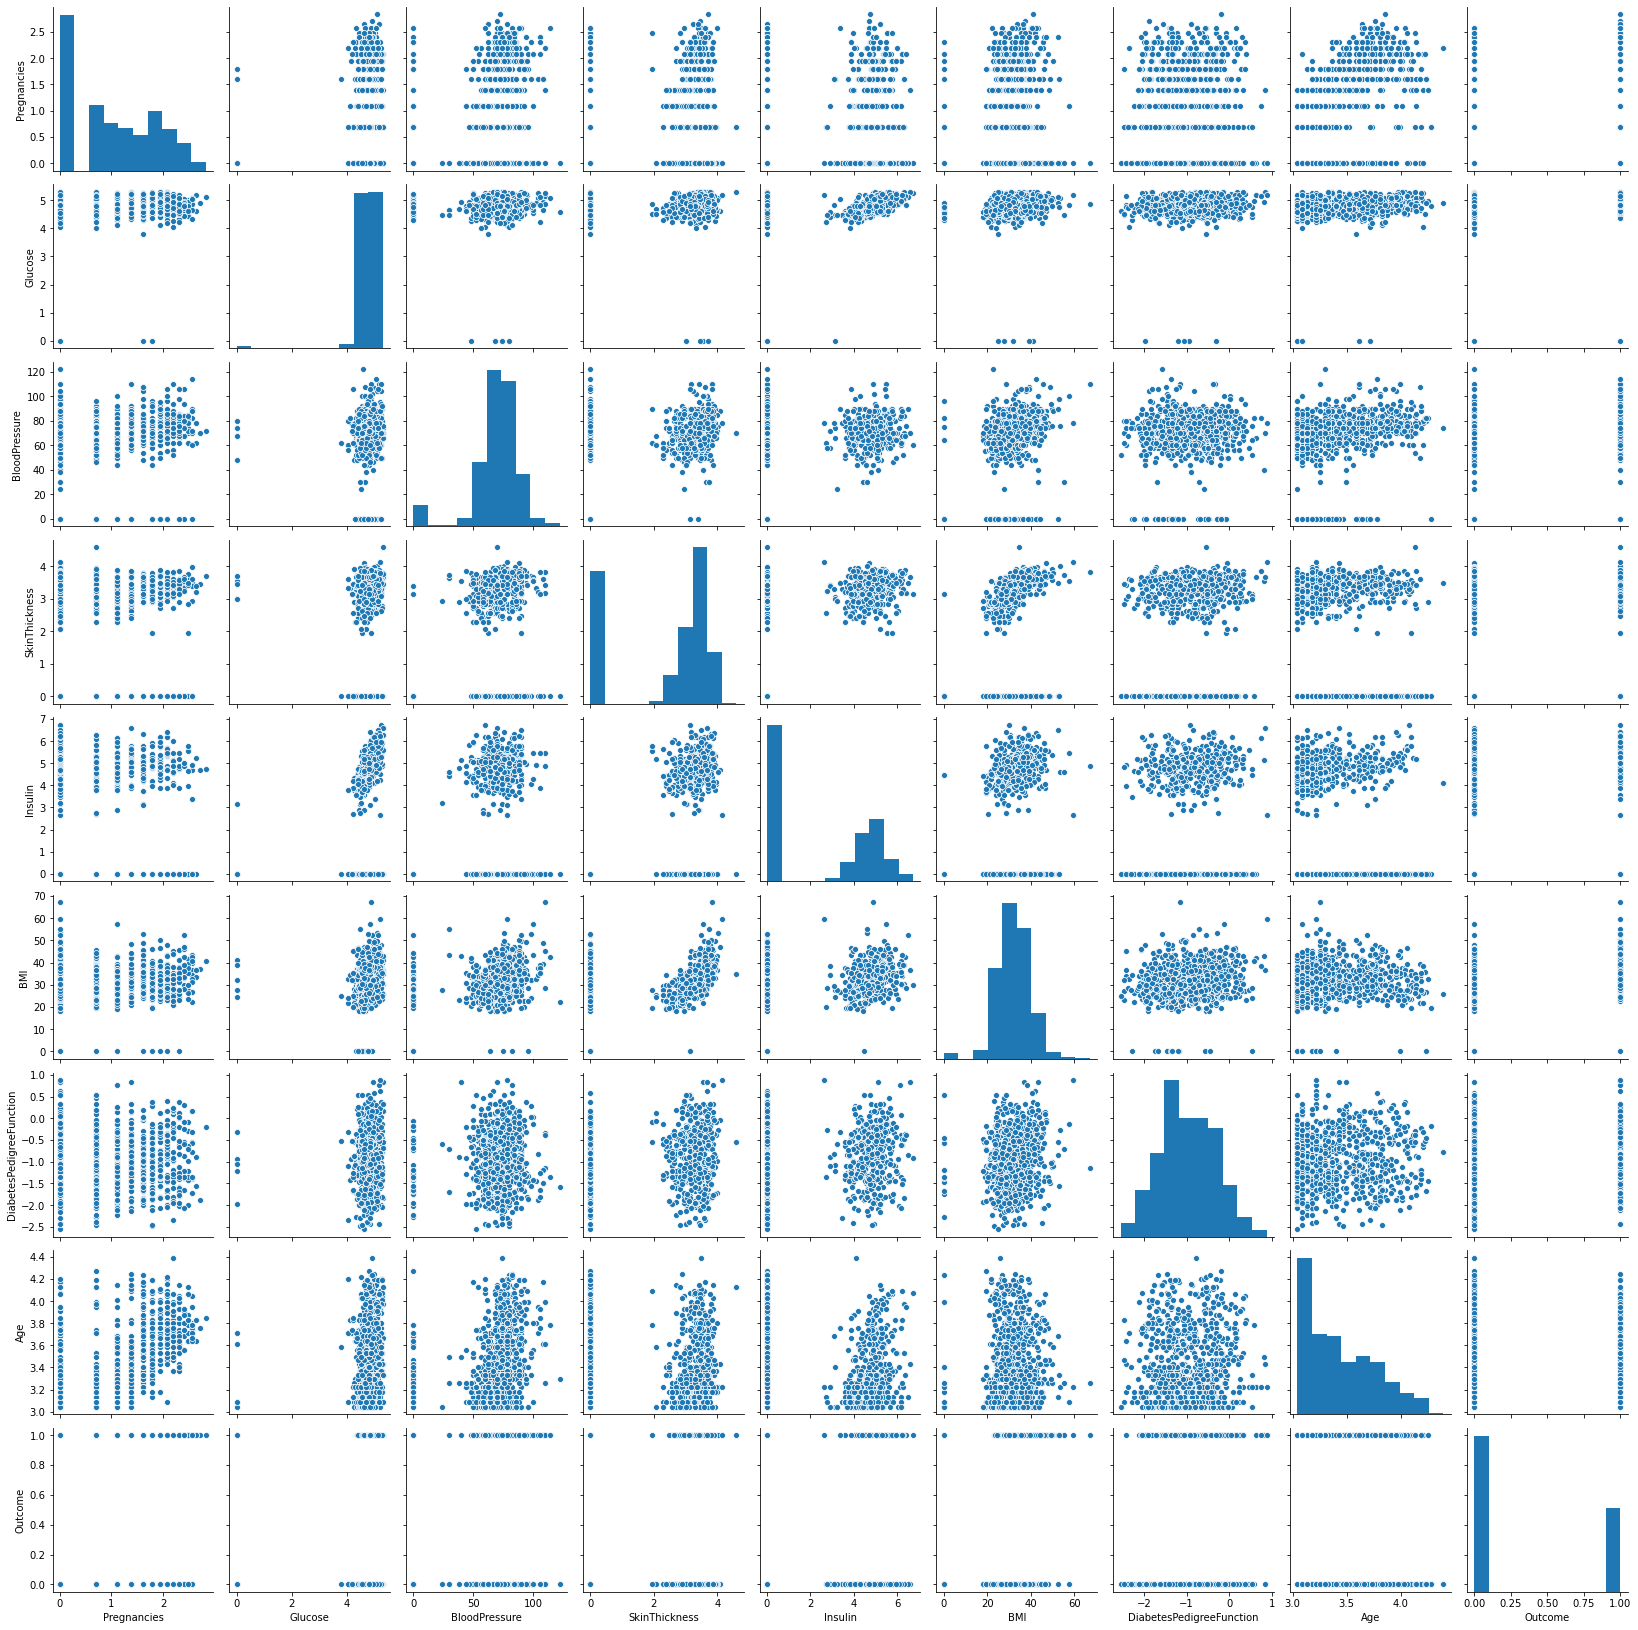 Pregnancies
2.5
2.0
1.5
1.0
0.5
0.0
Glucose
5
4
3
2
1
0
BloodPressure
120
100
80
60
40
20
0
SkinThickness
4
3
2
1
0
Insulin
7
6
5
4
3
2
1
0
BMI
70
60
50
40
30
20
10
0
DiabetesPedigreeFunction
1.0
0.5
0.0
−0.5
−1.0
−1.5
−2.0
−2.5
Age
4.4
4.2
4.0
3.8
3.6
3.4
3.2
3.0
Outcome
1.0
0.8
0.6
0.4
0.2
0.0
0 1 2
0 2 4
0 50 100
0 2 4
0 2 4 6
0 20 40 60
−2 −1 0 1
3.0 3.5 4.0
0.00 0.25 0.50 0.75 1.00
Pregnancies
Glucose
BloodPressure
SkinThickness
Insulin
BMI
DiabetesPedigreeFunction
Age
Outcome